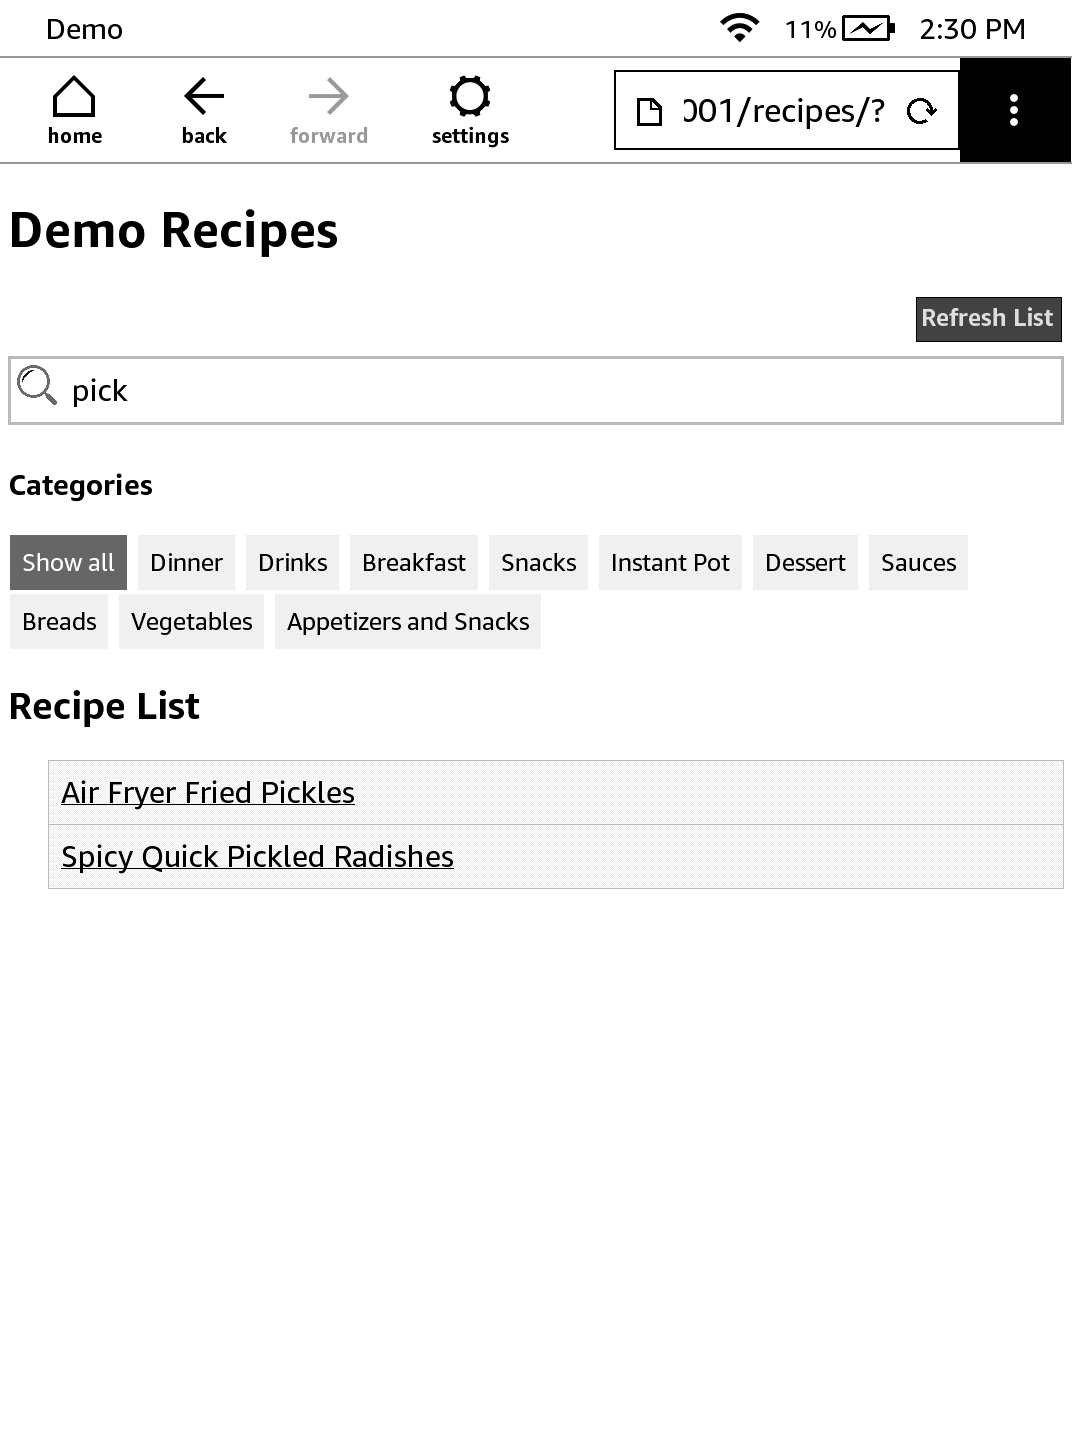 Demo 11% 2:30 PM
home back forward settings 001/recipes/?
Demo Recipes
Refresh List
pick
Categories
Show all Dinner Drinks Breakfast Snacks Instant Pot Dessert Sauces
Breads Vegetables Appetizers and Snacks
Recipe List
Air Fryer Fried Pickles
Spicy Quick Pickled Radishes